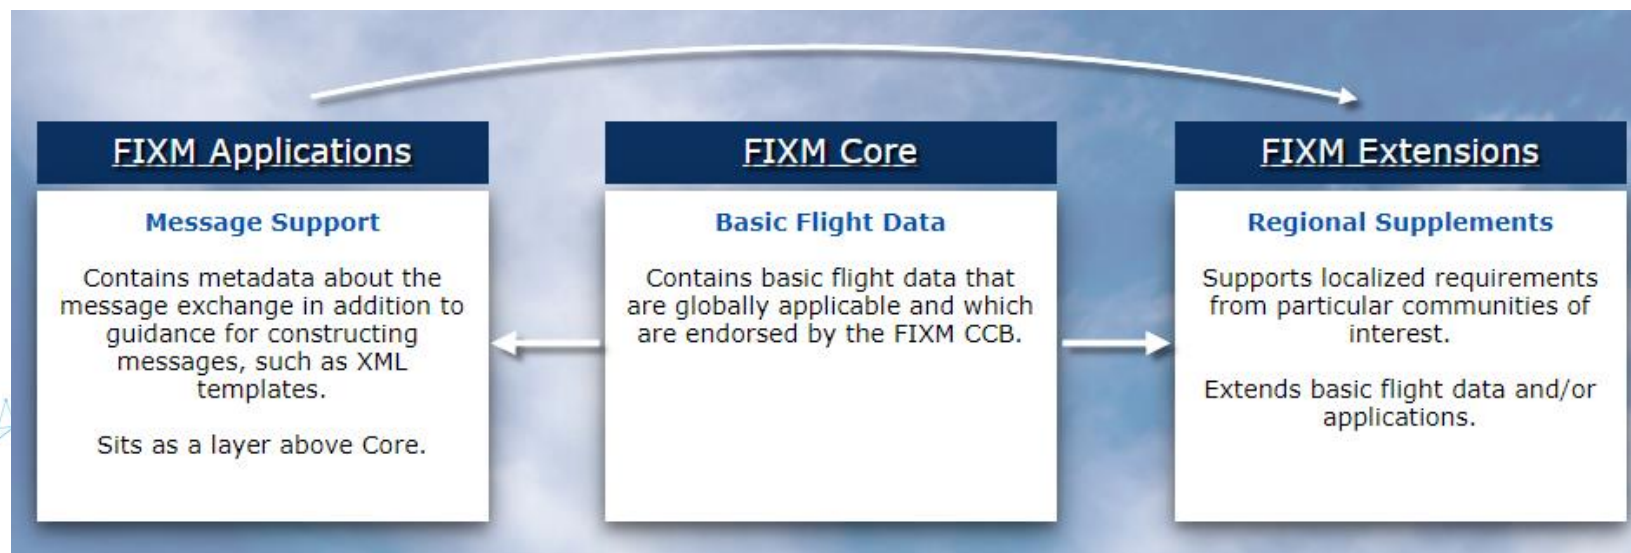 FIXM Applications
Message Support
Contains metadata about the
message exchange in addition to
guidance for constructing
messages, such as XML
templates.
Sits as a layer above Core.
FIXM Core
Basic Flight Data
Contains basic flight data that
are globally applicable and which
are endorsed by the FIXM CCB.
FIXM Extensions
Regional Supplements
Supports localized requirements
from particular communities of
interest.
Extends basic flight data and/or
applications.